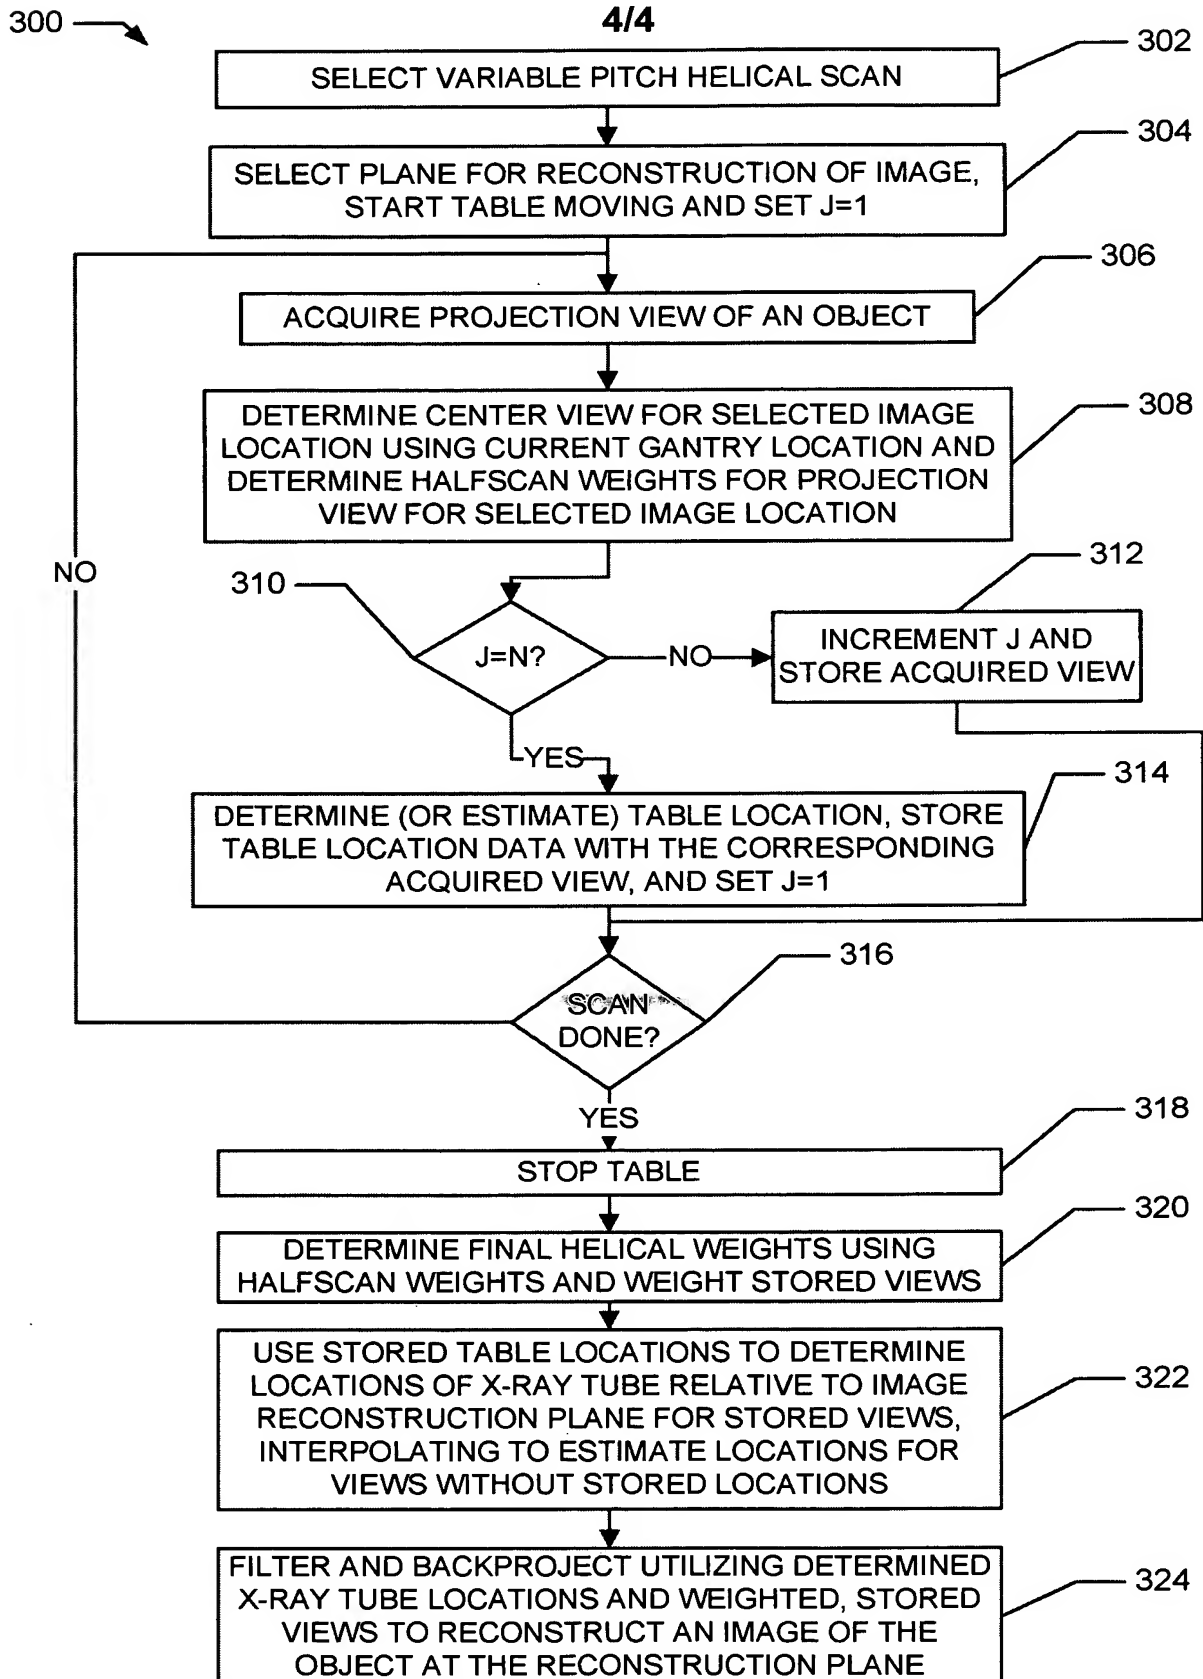 300
4/4
302
SELECT VARIABLE PITCH HELICAL SCAN
304
SELECT PLANE FOR RECONSTRUCTION OF IMAGE,
START TABLE MOVING AND SET J=1
306
ACQUIRE PROJECTION VIEW OF AN OBJECT
308
DETERMINE CENTER VIEW FOR SELECTED IMAGE
LOCATION USING CURRENT GANTRY LOCATION AND
DETERMINE HALFSCAN WEIGHTS FOR PROJECTION
VIEW FOR SELECTED IMAGE LOCATION
NO
310
J=N?
NO
312
INCREMENT J AND
STORE ACQUIRED VIEW
YES
314
DETERMINE (OR ESTIMATE) TABLE LOCATION, STORE
TABLE LOCATION DATA WITH THE CORRESPONDING
ACQUIRED VIEW, AND SET J=1
316
SCAN
DONE?
YES
318
STOP TABLE
320
DETERMINE FINAL HELICAL WEIGHTS USING
HALFSCAN WEIGHTS AND WEIGHT STORED VIEWS
322
USE STORED TABLE LOCATIONS TO DETERMINE
LOCATIONS OF X-RAY TUBE RELATIVE TO IMAGE
RECONSTRUCTION PLANE FOR STORED VIEWS,
INTERPOLATING TO ESTIMATE LOCATIONS FOR
VIEWS WITHOUT STORED LOCATIONS
324
FILTER AND BACKPROJECT UTILIZING DETERMINED
X-RAY TUBE LOCATIONS AND WEIGHTED, STORED
VIEWS TO RECONSTRUCT AN IMAGE OF THE
OBJECT AT THE RECONSTRUCTION PLANE